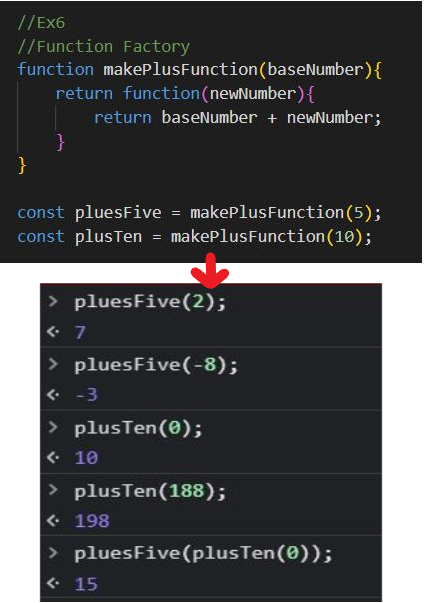 //Ex6
//Function Factory
function makePlusFunction(baseNumber){
return function(newNumber){
return baseNumber + newNumber;
}
}
const pluesFive = makePlusFunction(5);
const plusTen = makePlusFunction(10);
> pluesFive(2);
7
> pluesFive(-8);
-3
> plusTen(0);
10
> plusTen(188);
198
> pluesFive(plusTen(0));
15